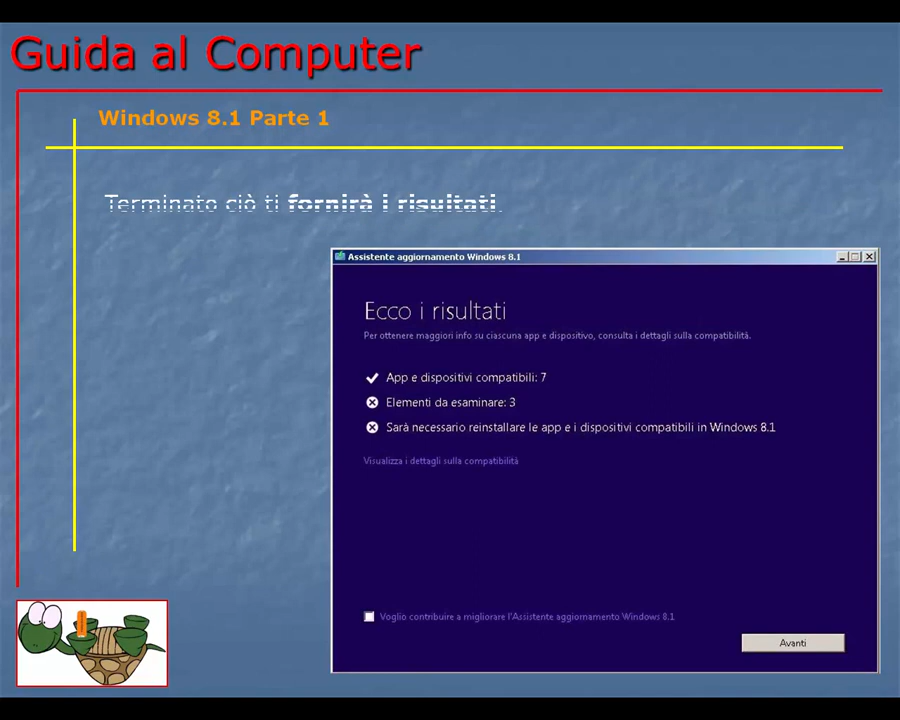 Guida al Computer
Windows 8.1 Parte 1
Terminato ciò ti fornirà i risultati.
Assistente aggiornamento Windows 8.1
Ecco i risultati
Per ottenere maggiori info su ciascuna app e dispositivo, consulta i dettagli sulla compatibilità.
App e dispositivi compatibili: 7
Elementi da esaminare: 3
Sarà necessario reinstallare le app e i dispositivi compatibili in Windows 8.1
Visualizza i dettagli sulla compatibilità
Voglio contribuire a migliorare l'Assistente aggiornamento Windows 8.1
Avanti